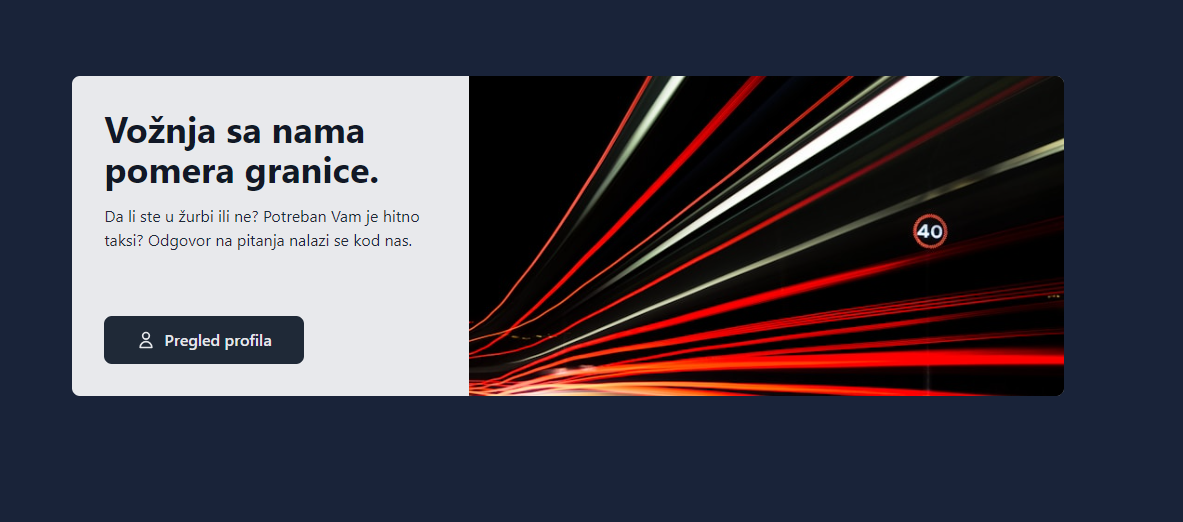 Vožnja sa nama
pomera granice.
Da li ste u žurbi ili ne? Potreban Vam je hitno
taksi? Odgovor na pitanja nalazi se kod nas.
Pregled profila
40